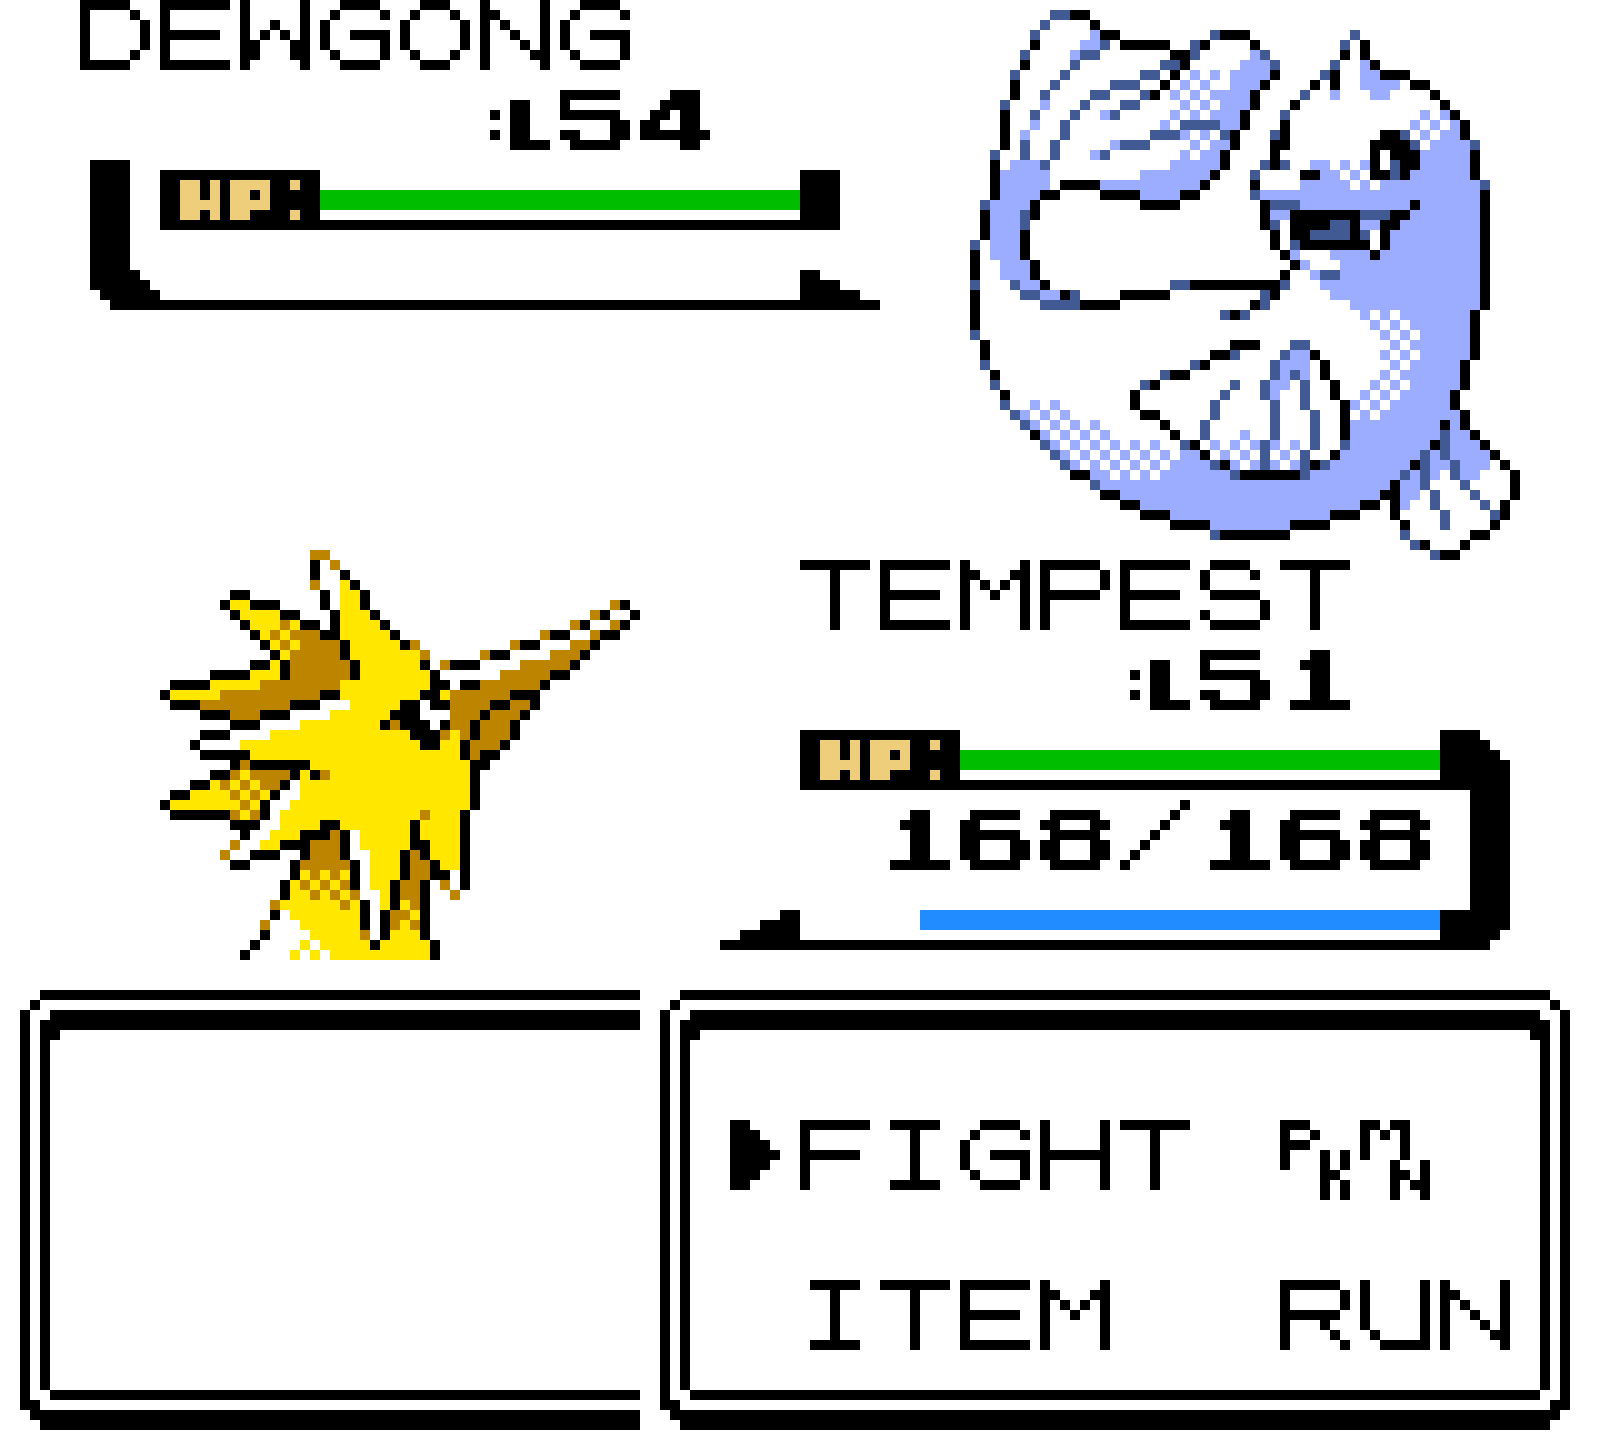 DEWGONG
:L54
HP:
TEMPEST
:L51
HP:
168/168
▶FIGHT PKMN
ITEM RUN